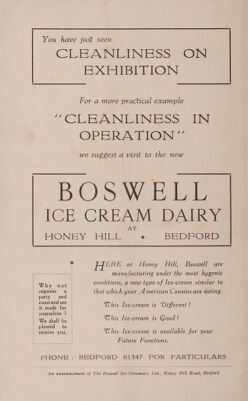 You have just seen
CLEANLINESS ON
EXHIBITION
For a more practical example
"CLEANLINESS IN
OPERATION"
we suggest a visit to the new
BOSWELL
ICE CREAM DAIRY
AT
HONEY HILL * BEDFORD
HERE at Honey Hill, Boswell are
manufacturing under the most hygenic
conditions, a new type of Ice-cream similar to
that which your American Cousins are eating.
This Ice-cream is Different!
This Ice-cream is Good!
This Ice-cream is available for your
Future Functions.
Why not
organise a
party and
come and see
it made for
yourselves?
We shall be
pleased to
receive you.
PHONE: BEDFORD 61347 FOR PARTICULARS
An announcement of The Boswell Ice Creamery, Ltd., Honey Hill Road, Bedford